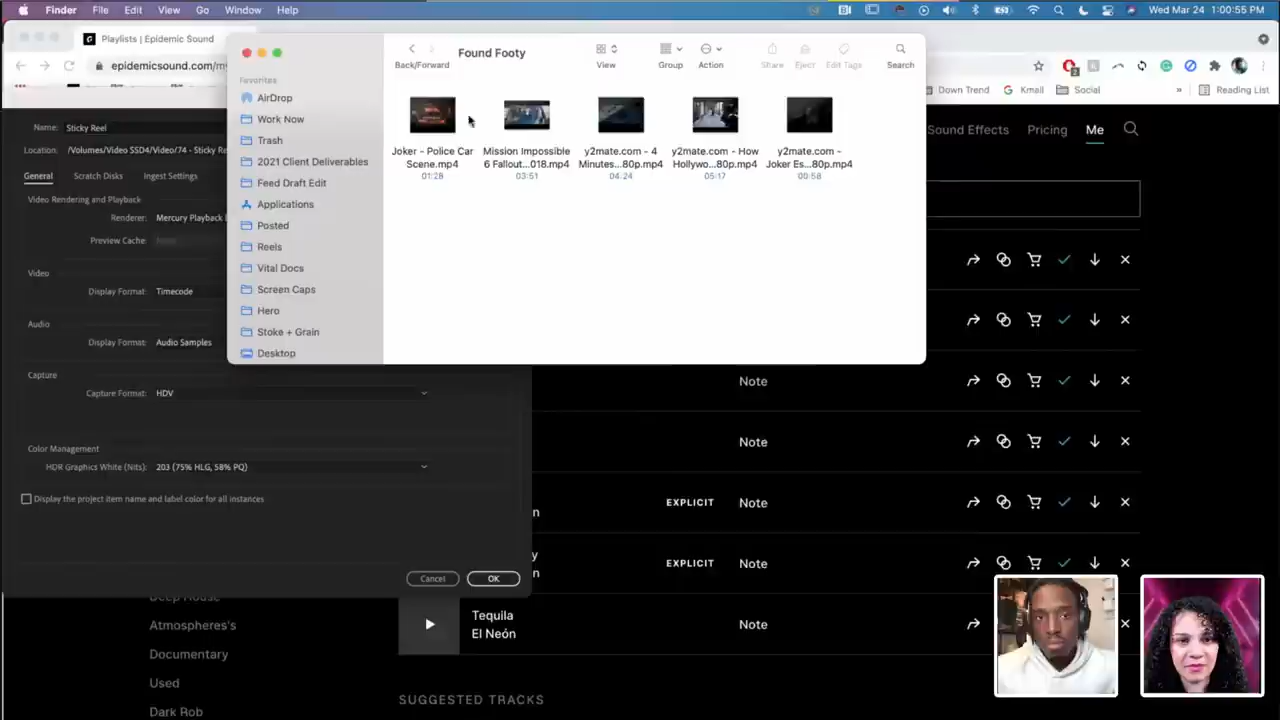 Finder File Edit View Go Window Help
Wed Mar 24 1:00:55 PM
Playlists | Epidemic Sound
epidemicsound.com/my
Down Trend Kmail Social » Reading List
Found Footy
Back/Forward View Group Action Share Eject Edit Tags Search
Favorites
AirDrop
Work Now
Trash
2021 Client Deliverables
Feed Draft Edit
Applications
Posted
Reels
Vital Docs
Screen Caps
Hero
Stoke + Grain
Desktop
Joker - Police Car
Scene.mp4
01:28
Mission Impossible
6 Fallout...018.mp4
03:51
y2mate.com - 4
Minutes...80p.mp4
04:24
y2mate.com - How
Hollywo...80p.mp4
05:17
y2mate.com -
Joker Es...80p.mp4
00:58
Name: Sticky Reel
Location: /Volumes/Video SSD4/Video/74 - Sticky Re
General Scratch Disks Ingest Settings
Video Rendering and Playback
Renderer: Mercury Playback
Preview Cache:
Video
Display Format: Timecode
Audio
Display Format: Audio Samples
Capture
Capture Format: HDV
Color Management
HDR Graphics White (Nits): 203 (75% HLG, 58% PQ)
Display the project item name and label color for all instances
Cancel OK
Sound Effects Pricing Me
Note
Note
n
EXPLICIT Note
y
n
EXPLICIT Note
Tequila
El Neón
Note
Deep House
Atmospheres's
Documentary
Used
Dark Rob
SUGGESTED TRACKS